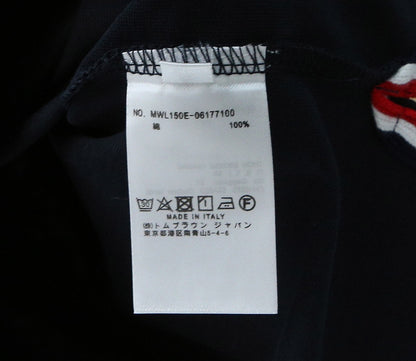 NO. MWL150E-06177100
綿 100%
30
MADE IN ITALY
㈱トム ブラウン ジャパン
東京都港区南青山5-4-6